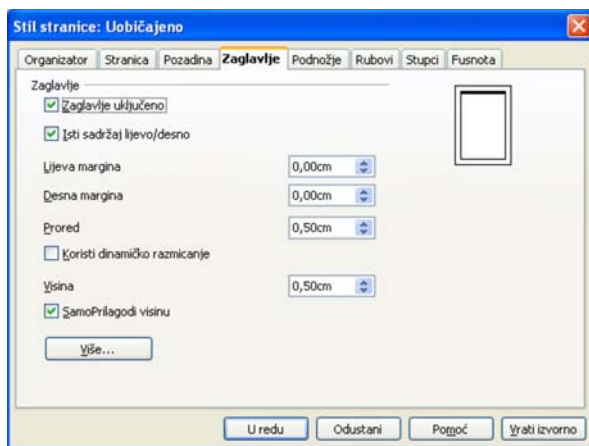 Stil stranice: Uobičajeno
Organizator Stranica Pozadina Zaglavlje Podnožje Rubovi Stupci Fusnota
Zaglavlje
Zaglavlje uključeno
Isti sadržaj lijevo/desno
Lijeva margina 0,00cm
Desna margina 0,00cm
Prored 0,50cm
Koristi dinamičko razmicanje
Visina 0,50cm
SamoPrilagodi visinu
Više...
U redu Odustani Pomoć Vrati izvorno